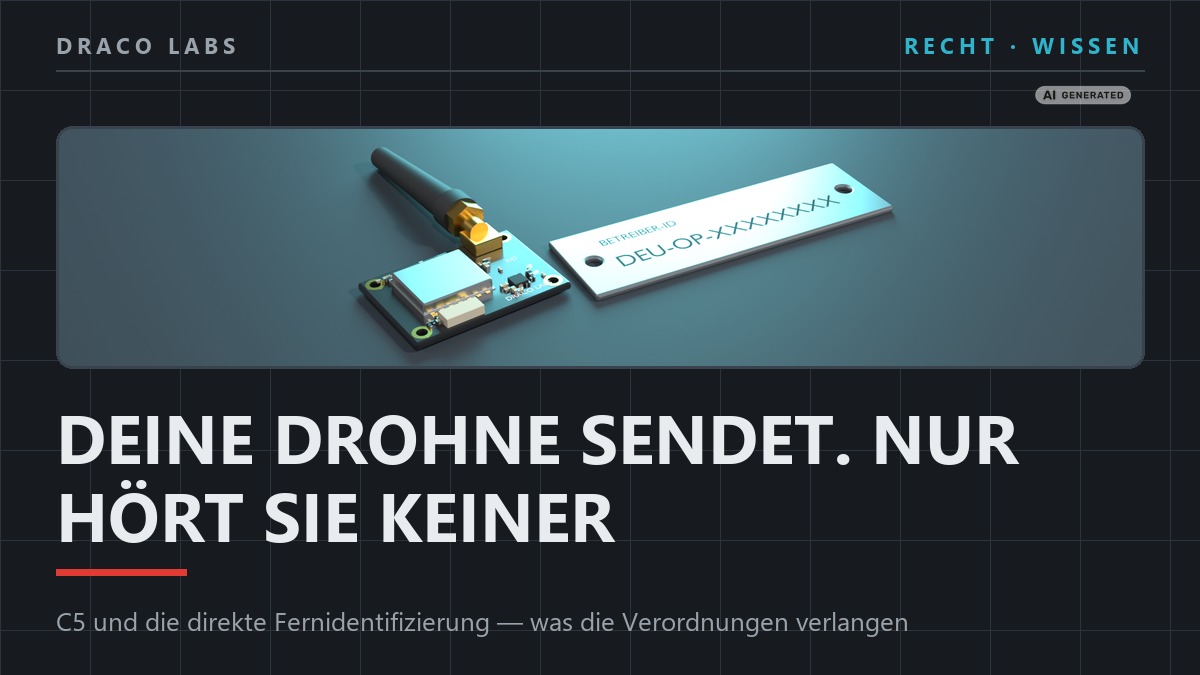 DRACO LABS
RECHT · WISSEN
AI GENERATED
BETREIBER-ID
DEU-OP-XXXXXXXX
DEINE DROHNE SENDET. NUR
HÖRT SIE KEINER
C5 und die direkte Fernidentifizierung — was die Verordnungen verlangen